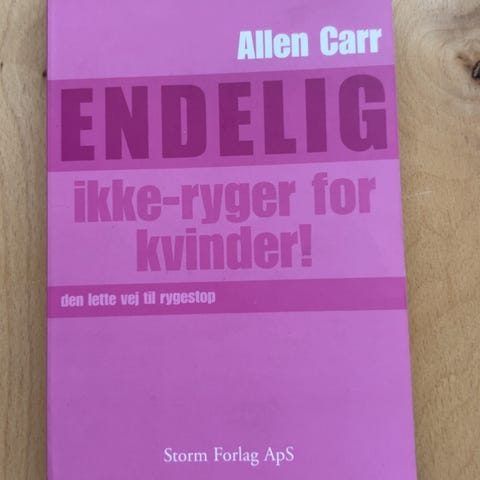 Allen Carr
ENDELIG
ikke-ryger for
kvinder!
den lette vej til rygestop
Storm Forlag ApS